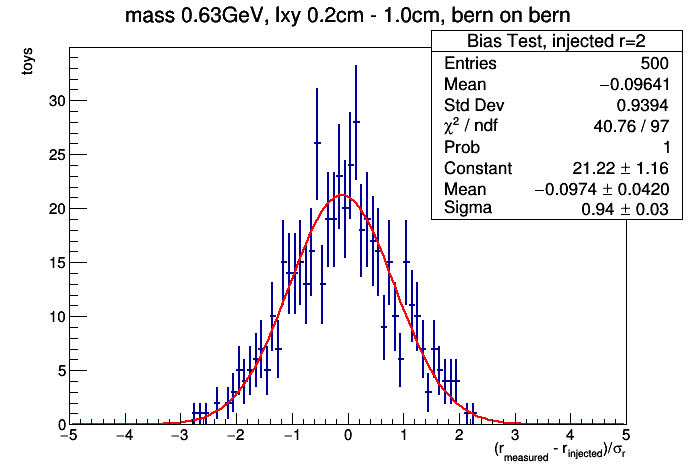 mass 0.63GeV, lxy 0.2cm - 1.0cm, bern on bern
Bias Test, injected r=2
Entries 500
Mean −0.09641
Std Dev 0.9394
χ² / ndf 40.76 / 97
Prob 1
Constant 21.22 ± 1.16
Mean −0.0974 ± 0.0420
Sigma 0.94 ± 0.03
toys
30
25
20
15
10
5
0
−5 −4 −3 −2 −1 0 1 2 3 4 5
(r_measured - r_injected)/σ_r